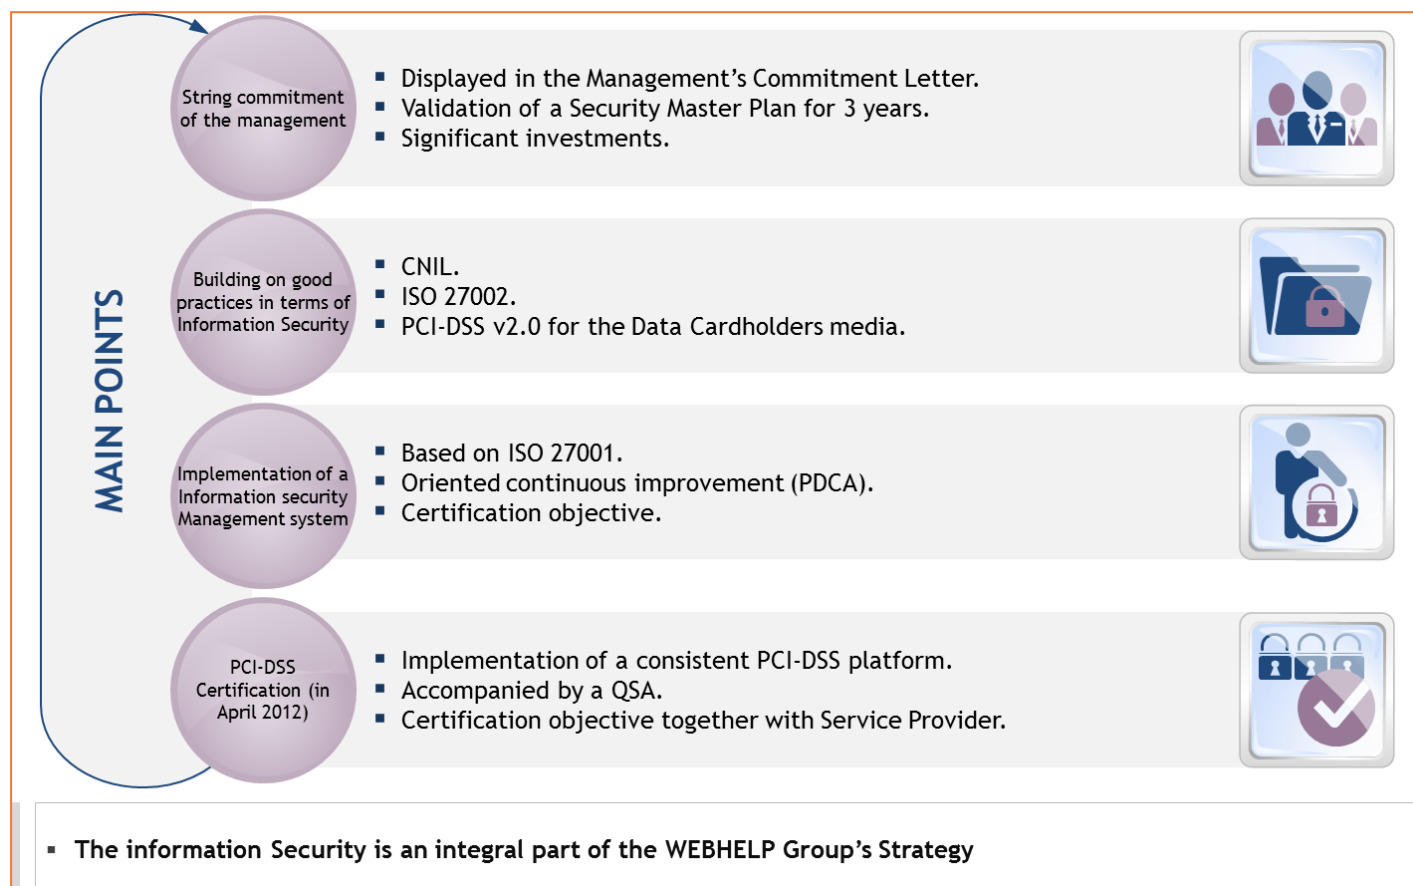 MAIN POINTS
String commitment
of the management
▪ Displayed in the Management’s Commitment Letter.
▪ Validation of a Security Master Plan for 3 years.
▪ Significant investments.
Building on good
practices in terms of
Information Security
▪ CNIL.
▪ ISO 27002.
▪ PCI-DSS v2.0 for the Data Cardholders media.
Implementation of a
Information security
Management system
▪ Based on ISO 27001.
▪ Oriented continuous improvement (PDCA).
▪ Certification objective.
PCI-DSS
Certification (in
April 2012)
▪ Implementation of a consistent PCI-DSS platform.
▪ Accompanied by a QSA.
▪ Certification objective together with Service Provider.
▪ The information Security is an integral part of the WEBHELP Group’s Strategy